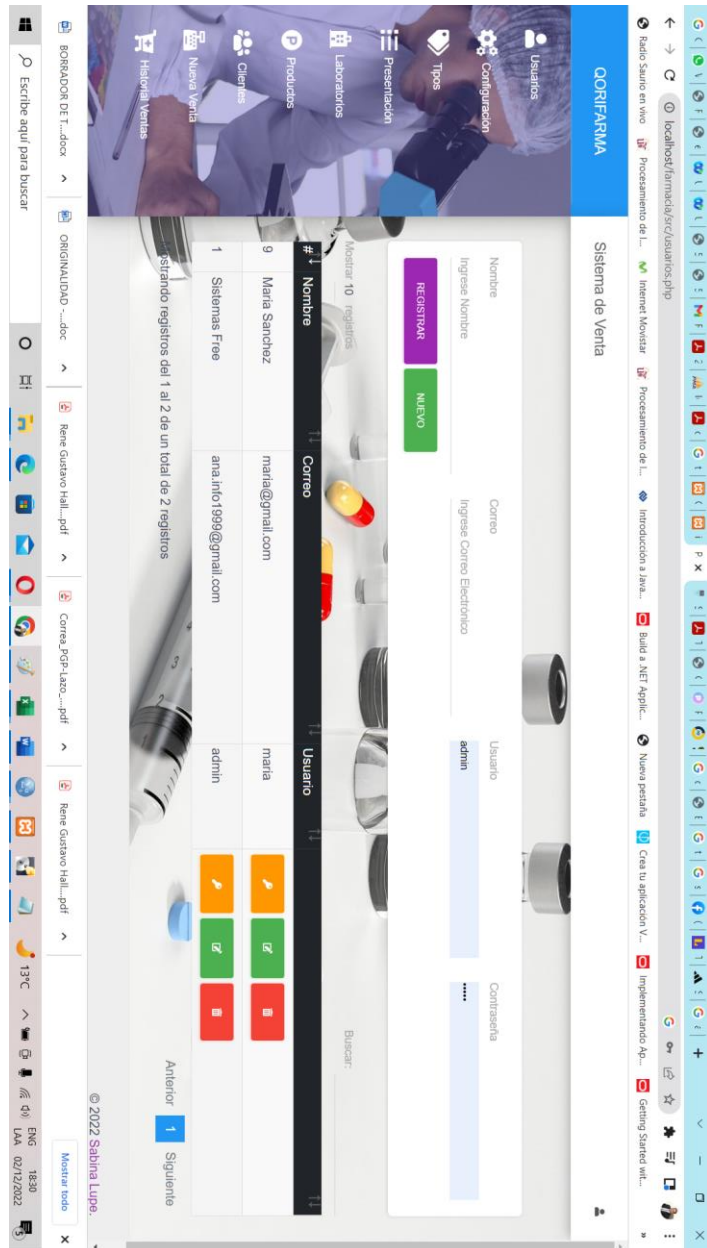 localhost/farmacia/src/usuarios.php
Radio Saurio en vivo Procesamiento de l... Internet Movistar Procesamiento de l... Introducción a Java... Build a .NET Applic... Nueva pestaña Crea tu aplicación V... Implementando Ap... Getting Started wit... »
QORIFARMA
Sistema de Venta
Usuarios
Configuración
Tipos
Presentación
Laboratorios
Productos
Clientes
Nueva Venta
Historial Ventas
Nombre Correo Usuario Contraseña
Ingrese Nombre Ingrese Correo Electrónico admin •••••
REGISTRAR NUEVO
Mostrar 10 registros Buscar:
# Nombre Correo Usuario
9 Maria Sanchez maria@gmail.com maria
1 Sistemas Free ana.info1999@gmail.com admin
Mostrando registros del 1 al 2 de un total de 2 registros
Anterior 1 Siguiente
© 2022 Sabina Lupe.
BORRADOR DE T....docx ORIGINALIDAD -....doc Rene Gustavo Hall....pdf Correa_PGP-Lazo_....pdf Rene Gustavo Hall....pdf Mostrar todo
Escribe aquí para buscar
13°C
ENG 18:30
LAA 02/12/2022
5